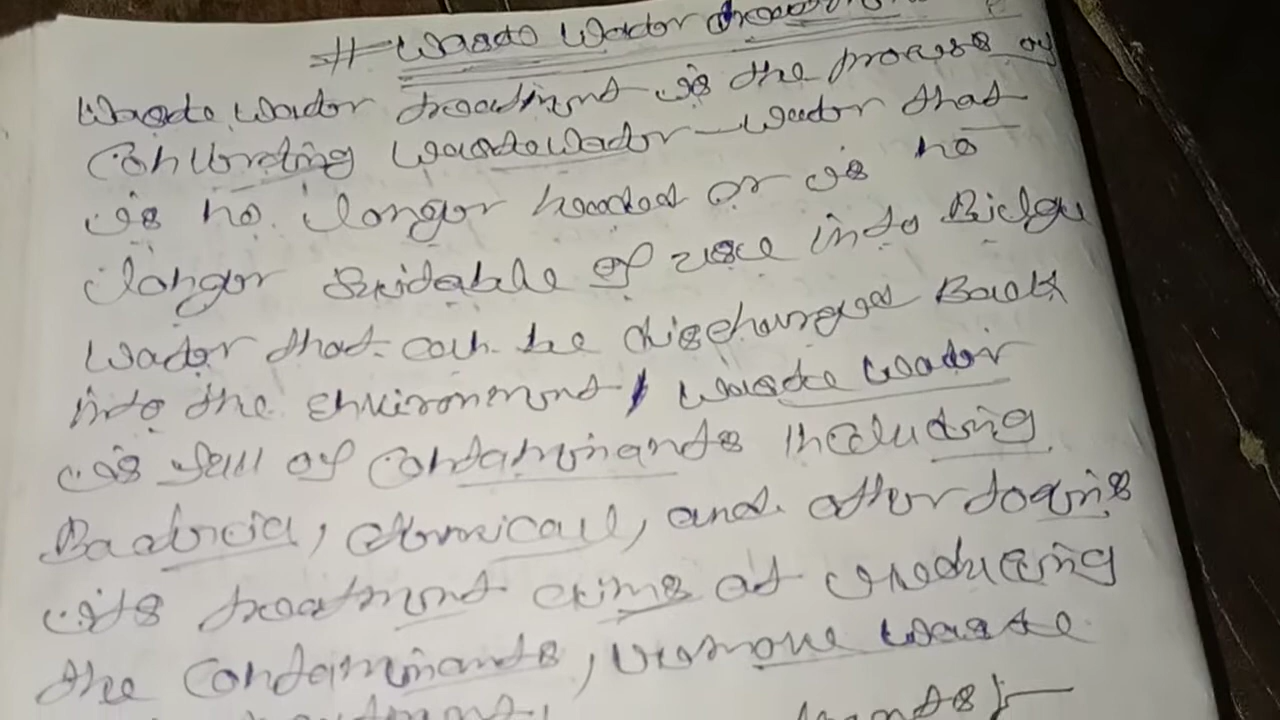 # Waste Water treatment
Waste Water treatment is the process of
Converting Wastewater - Water that
is no longer needed or is no
longer suitable of use into Bilge
Water that can be discharged Back
into the environment, Waste Water
is full of Contaminants including
Bacteria, chemical, and other toxins
its treatment aims at reducing
the Contaminants, remove waste